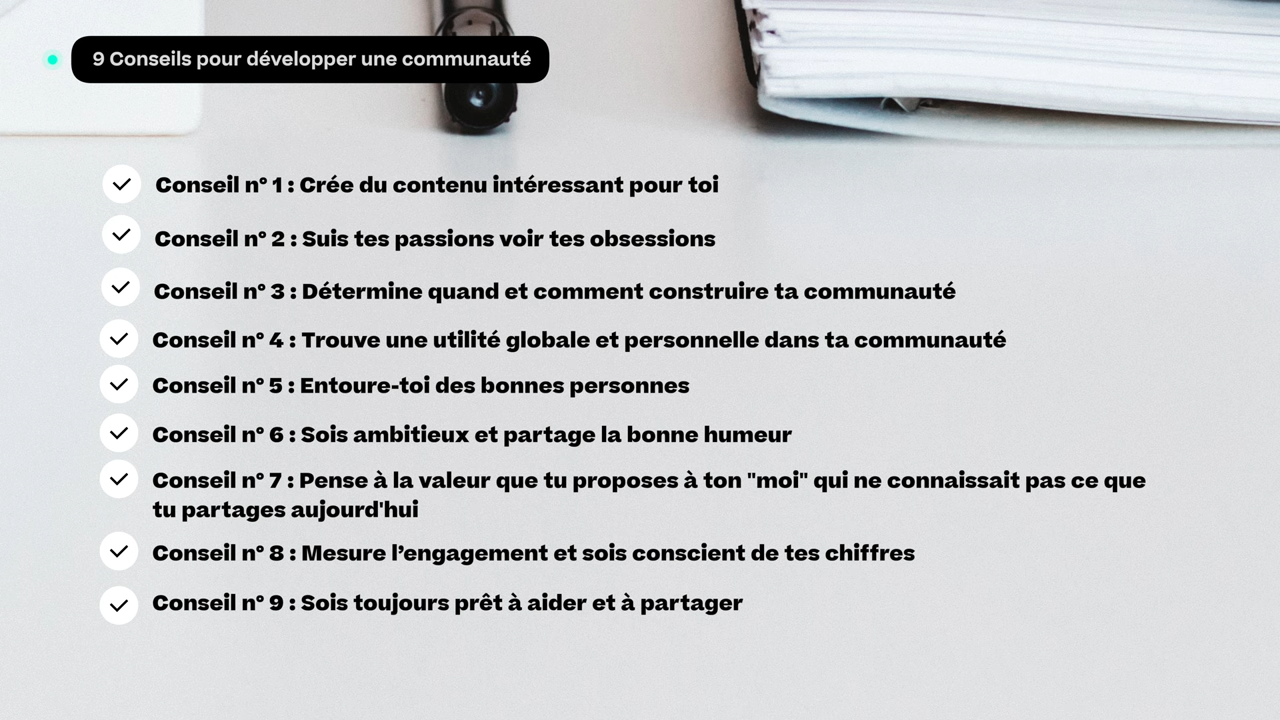 9 Conseils pour développer une communauté
Conseil n° 1 : Crée du contenu intéressant pour toi
Conseil n° 2 : Suis tes passions voir tes obsessions
Conseil n° 3 : Détermine quand et comment construire ta communauté
Conseil n° 4 : Trouve une utilité globale et personnelle dans ta communauté
Conseil n° 5 : Entoure-toi des bonnes personnes
Conseil n° 6 : Sois ambitieux et partage la bonne humeur
Conseil n° 7 : Pense à la valeur que tu proposes à ton "moi" qui ne connaissait pas ce que
tu partages aujourd'hui
Conseil n° 8 : Mesure l’engagement et sois conscient de tes chiffres
Conseil n° 9 : Sois toujours prêt à aider et à partager